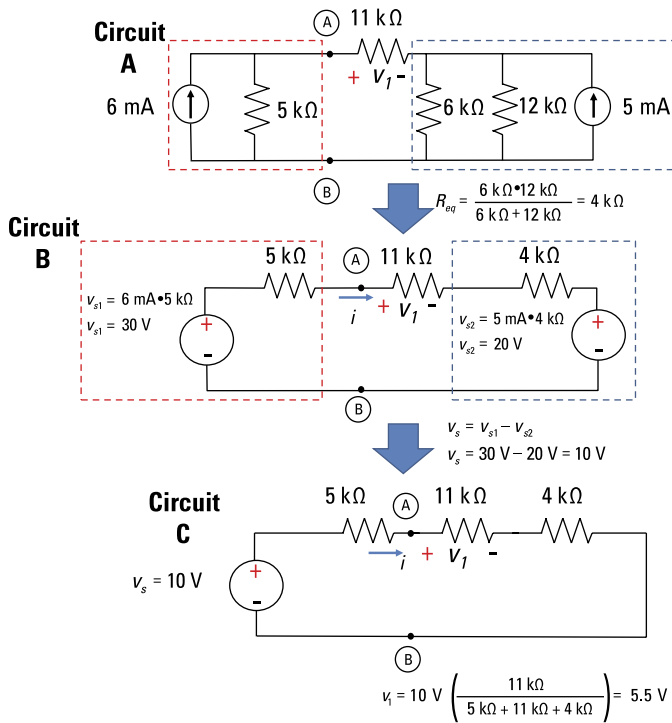 Circuit
A
A
11 kΩ
+ V1 -
6 mA
5 kΩ
6 kΩ
12 kΩ
5 mA
B
Req = 6 kΩ•12 kΩ / 6 kΩ + 12 kΩ = 4 kΩ
Circuit
B
5 kΩ
A
11 kΩ
4 kΩ
vs1 = 6 mA•5 kΩ
vs1 = 30 V
+
-
i
+ V1 -
vs2 = 5 mA•4 kΩ
vs2 = 20 V
+
-
B
vs = vs1 – vs2
vs = 30 V – 20 V = 10 V
Circuit
C
5 kΩ
A
11 kΩ
4 kΩ
i
+ V1 -
vs = 10 V
+
-
B
v1 = 10 V ( 11 kΩ / 5 kΩ + 11 kΩ + 4 kΩ ) = 5.5 V